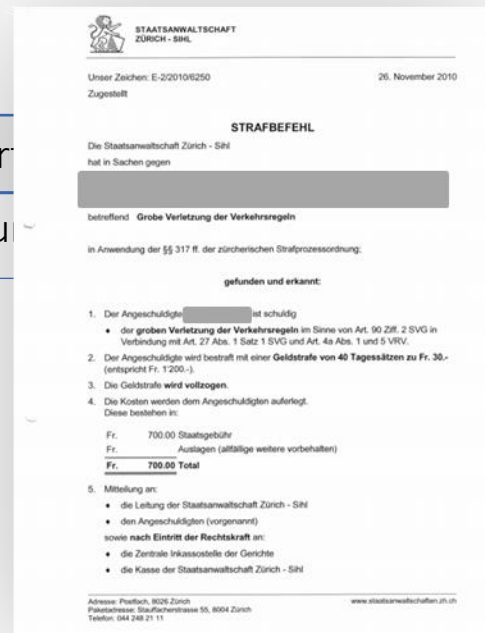 STAATSANWALTSCHAFT
ZÜRICH - SIHL
Unser Zeichen: E-2/2010/6250
26. November 2010
Zugestellt
STRAFBEFEHL
Die Staatsanwaltschaft Zürich - Sihl
hat in Sachen gegen
betreffend Grobe Verletzung der Verkehrsregeln
in Anwendung der §§ 317 ff. der zürcherischen Strafprozessordnung;
gefunden und erkannt:
1. Der Angeschuldigte ist schuldig
• der groben Verletzung der Verkehrsregeln im Sinne von Art. 90 Ziff. 2 SVG in
Verbindung mit Art. 27 Abs. 1 Satz 1 SVG und Art. 4a Abs. 1 und 5 VRV.
2. Der Angeschuldigte wird bestraft mit einer Geldstrafe von 40 Tagessätzen zu Fr. 30.-
(entspricht Fr. 1'200.-).
3. Die Geldstrafe wird vollzogen.
4. Die Kosten werden dem Angeschuldigten auferlegt.
Diese bestehen in:
Fr. 700.00 Staatsgebühr
Fr. Auslagen (allfällige weitere vorbehalten)
Fr. 700.00 Total
5. Mitteilung an:
• die Leitung der Staatsanwaltschaft Zürich - Sihl
• den Angeschuldigten (vorgenannt)
sowie nach Eintritt der Rechtskraft an:
• die Zentrale Inkassostelle der Gerichte
• die Kasse der Staatsanwaltschaft Zürich - Sihl
Adresse: Postfach, 8026 Zürich
www.staatsanwaltschaften.zh.ch
Paketadresse: Stauffacherstrasse 55, 8004 Zürich
Telefon: 044 248 21 11